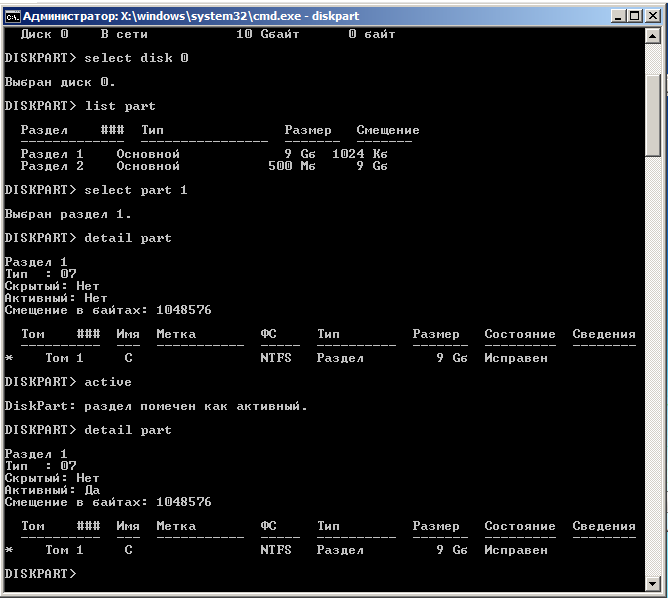 Администратор: X:\windows\system32\cmd.exe - diskpart
Диск 0 В сети 10 Gбайт 0 байт
DISKPART> select disk 0
Выбран диск 0.
DISKPART> list part
Раздел ### Тип Размер Смещение
------------- ---------------- ------- -------
Раздел 1 Основной 9 Gб 1024 Kб
Раздел 2 Основной 500 Mб 9 Gб
DISKPART> select part 1
Выбран раздел 1.
DISKPART> detail part
Раздел 1
Тип : 07
Скрытый: Нет
Активный: Нет
Смещение в байтах: 1048576
Том ### Имя Метка ФС Тип Размер Состояние Сведения
---------- --- ----------- ----- ---------- ------- --------- --------
* Том 1 C NTFS Раздел 9 Gб Исправен
DISKPART> active
DiskPart: раздел помечен как активный.
DISKPART> detail part
Раздел 1
Тип : 07
Скрытый: Нет
Активный: Да
Смещение в байтах: 1048576
Том ### Имя Метка ФС Тип Размер Состояние Сведения
---------- --- ----------- ----- ---------- ------- --------- --------
* Том 1 C NTFS Раздел 9 Gб Исправен
DISKPART>